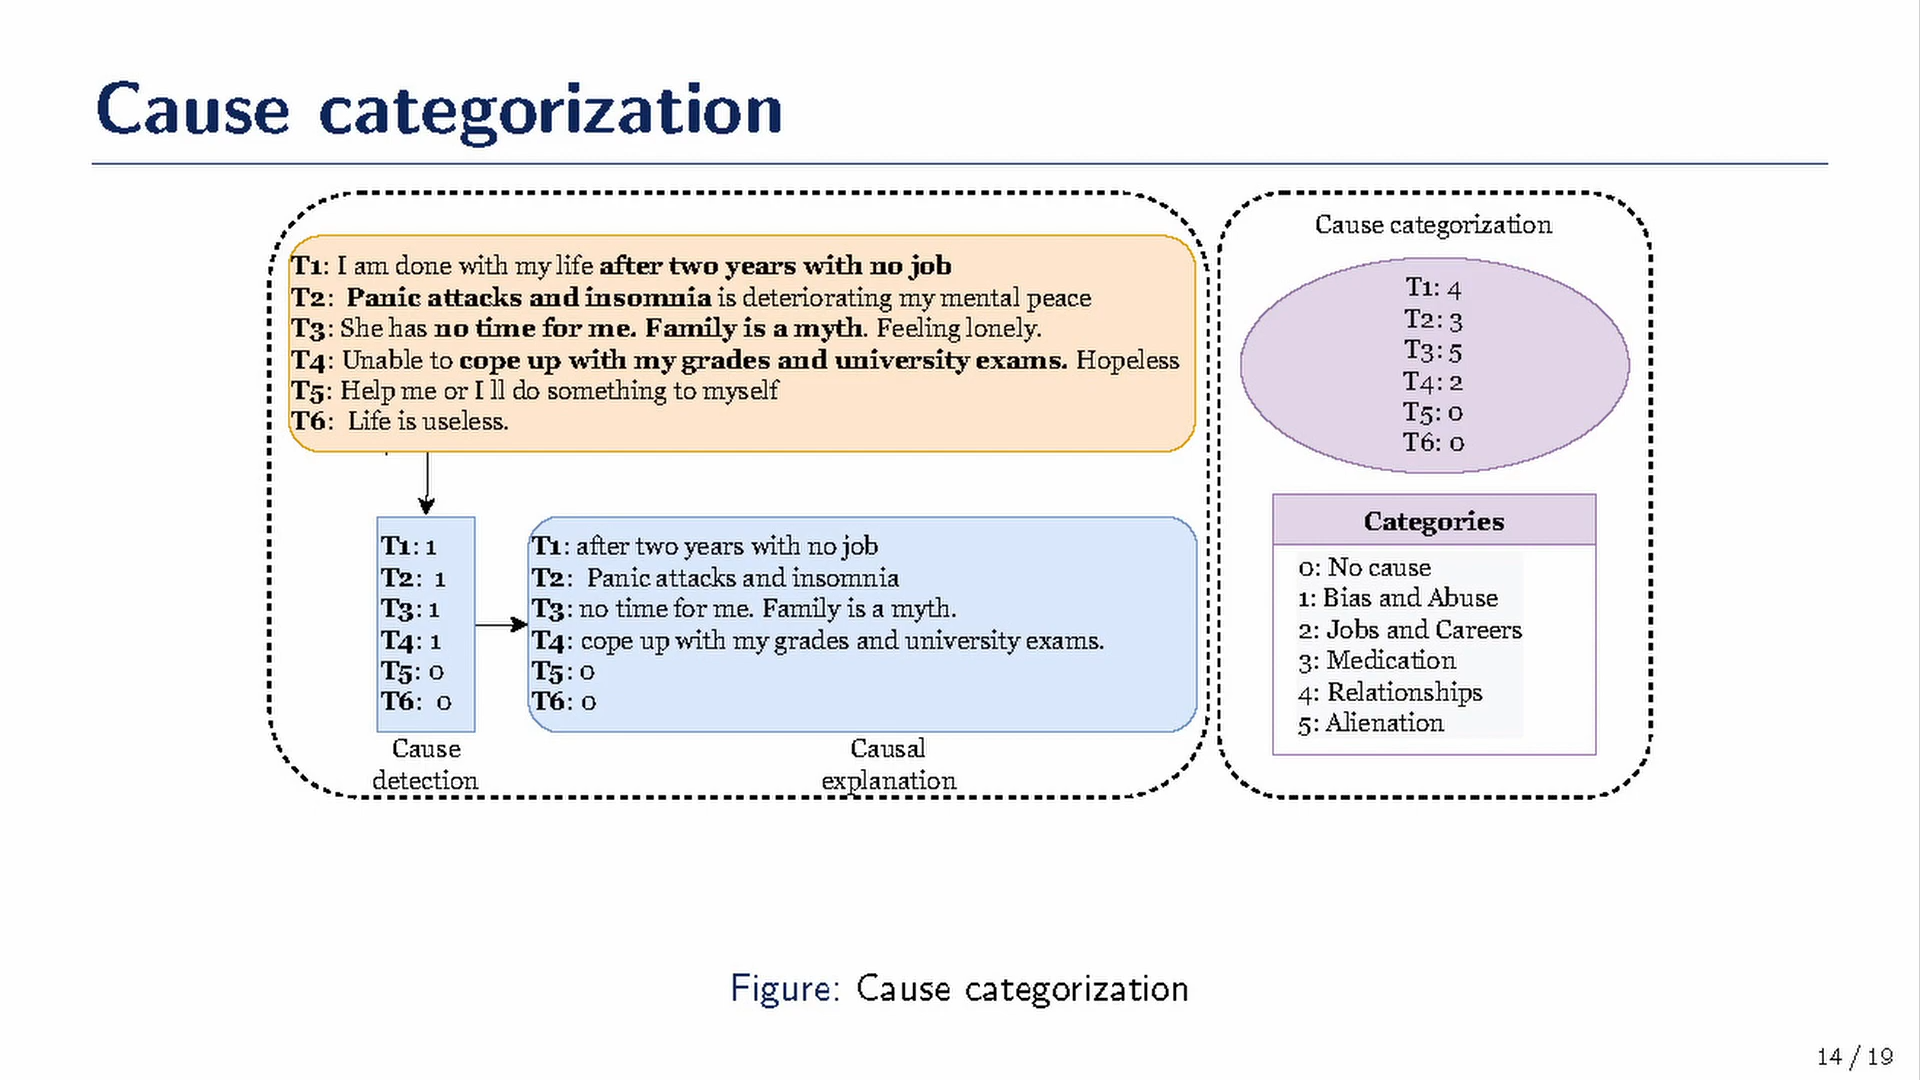 Cause categorization
T1: I am done with my life after two years with no job
T2: Panic attacks and insomnia is deteriorating my mental peace
T3: She has no time for me. Family is a myth. Feeling lonely.
T4: Unable to cope up with my grades and university exams. Hopeless
T5: Help me or I ll do something to myself
T6: Life is useless.
T1: 1
T2: 1
T3: 1
T4: 1
T5: 0
T6: 0
Cause
detection
T1: after two years with no job
T2: Panic attacks and insomnia
T3: no time for me. Family is a myth.
T4: cope up with my grades and university exams.
T5: 0
T6: 0
Causal
explanation
Cause categorization
T1: 4
T2: 3
T3: 5
T4: 2
T5: 0
T6: 0
Categories
0: No cause
1: Bias and Abuse
2: Jobs and Careers
3: Medication
4: Relationships
5: Alienation
Figure: Cause categorization
14 / 19